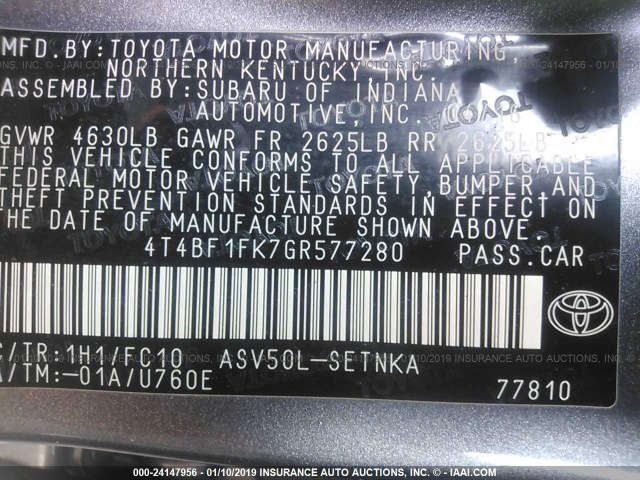 MFD. BY: TOYOTA MOTOR MANUFACTURING,
NORTHERN KENTUCKY, INC.
ASSEMBLED BY: SUBARU OF INDIANA
AUTOMOTIVE, INC.
GVWR 4630LB GAWR FR 2625LB RR 2625LB
THIS VEHICLE CONFORMS TO ALL APPLICABLE
FEDERAL MOTOR VEHICLE SAFETY, BUMPER AND
THEFT PREVENTION STANDARDS IN EFFECT ON
THE DATE OF MANUFACTURE SHOWN ABOVE.
4T4BF1FK7GR577280 PASS.CAR
/TR:1H1/FC10 ASV50L-SETNKA
A/TM:-01A/U760E
77810
000-24147956 - 01/10/2019 INSURANCE AUTO AUCTIONS, INC. - © - IAAI.COM